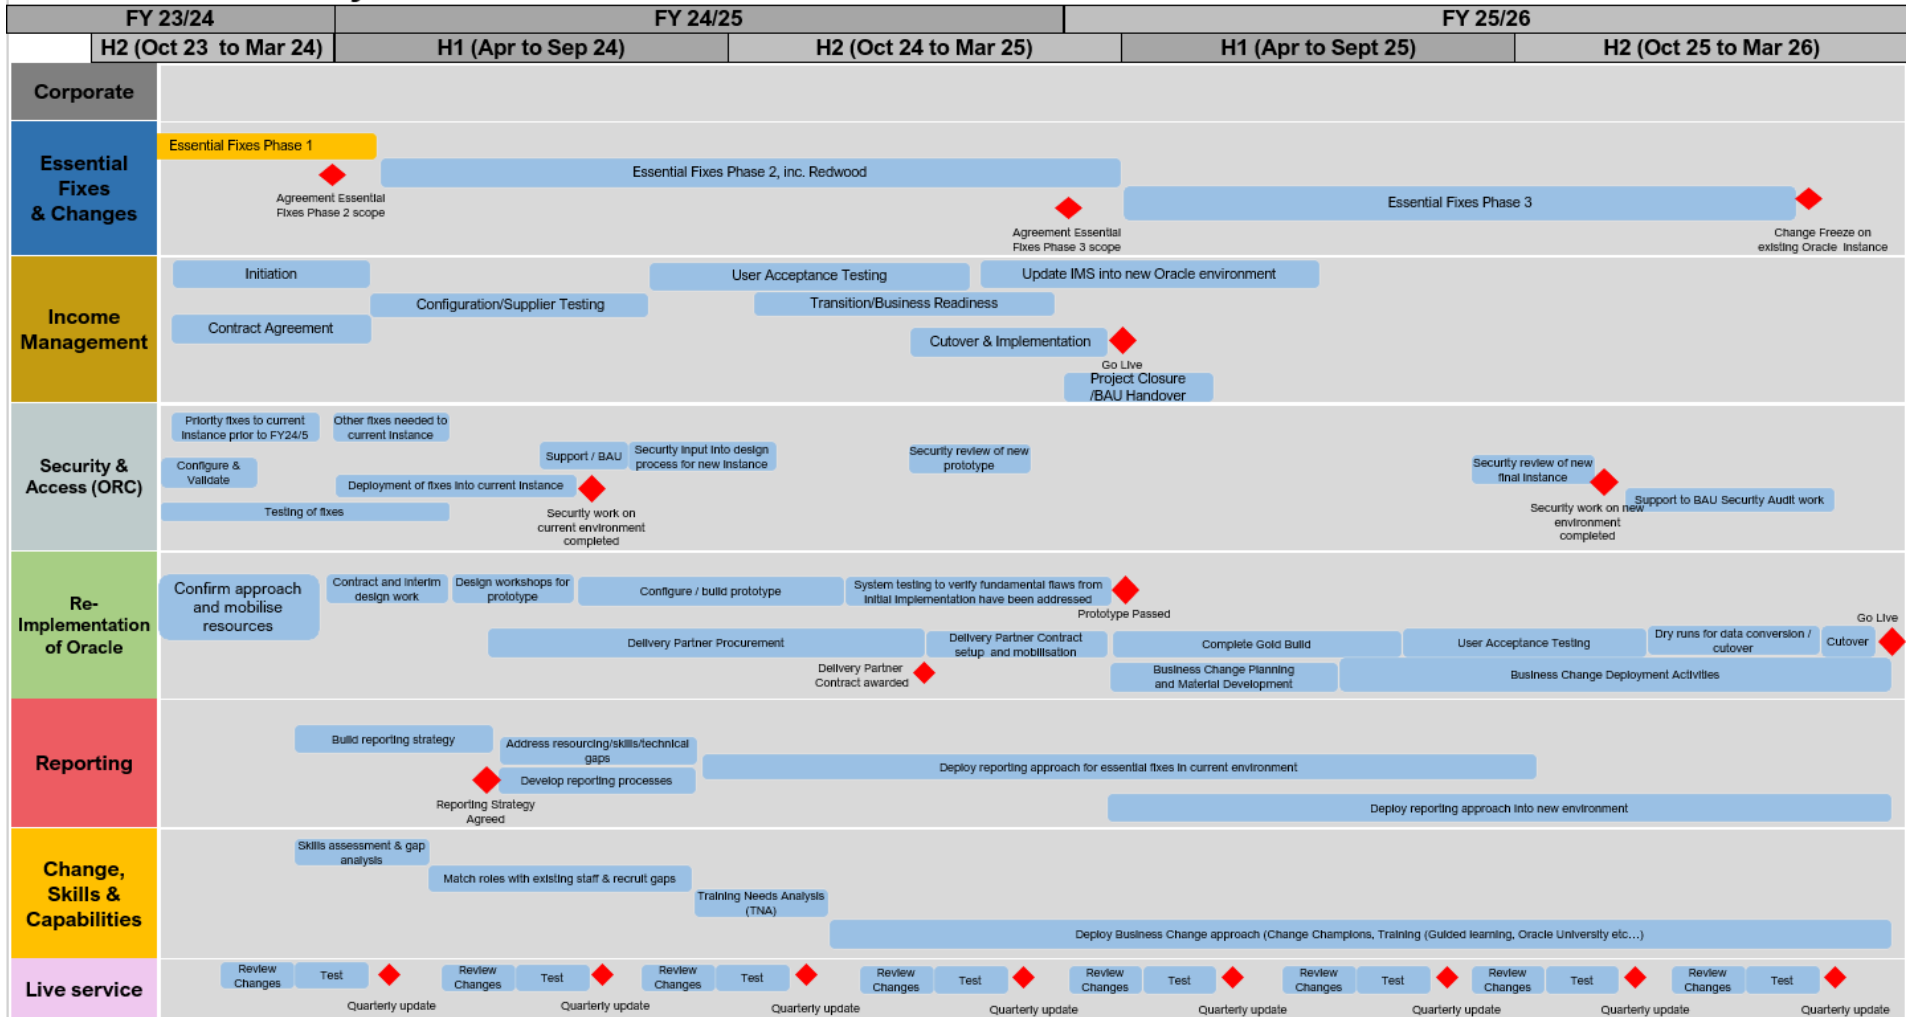 FY 23/24
FY 24/25
FY 25/26
H2 (Oct 23 to Mar 24)
H1 (Apr to Sep 24)
H2 (Oct 24 to Mar 25)
H1 (Apr to Sept 25)
H2 (Oct 25 to Mar 26)
Corporate
Essential
Fixes
& Changes
Essential Fixes Phase 1
Essential Fixes Phase 2, inc. Redwood
Agreement Essential
Fixes Phase 2 scope
Essential Fixes Phase 3
Agreement Essential
Fixes Phase 3 scope
Change Freeze on
existing Oracle Instance
Income
Management
Initiation
User Acceptance Testing
Update IMS into new Oracle environment
Configuration/Supplier Testing
Transition/Business Readiness
Contract Agreement
Cutover & Implementation
Go Live
Project Closure
/BAU Handover
Security &
Access (ORC)
Priority fixes to current
instance prior to FY24/5
Other fixes needed to
current instance
Configure &
Validate
Support / BAU
Security input into design
process for new instance
Security review of new
prototype
Security review of new
final instance
Deployment of fixes into current instance
Support to BAU Security Audit work
Testing of fixes
Security work on
current environment
completed
Security work on new
environment
completed
Re-
Implementation
of Oracle
Confirm approach
and mobilise
resources
Contract and interim
design work
Design workshops for
prototype
Configure / build prototype
System testing to verify fundamental flaws from
initial implementation have been addressed
Prototype Passed
Go Live
Delivery Partner Procurement
Delivery Partner Contract
setup and mobilisation
Complete Gold Build
User Acceptance Testing
Dry runs for data conversion /
cutover
Cutover
Delivery Partner
Contract awarded
Business Change Planning
and Material Development
Business Change Deployment Activities
Reporting
Build reporting strategy
Address resourcing/skills/technical
gaps
Develop reporting processes
Deploy reporting approach for essential fixes in current environment
Reporting Strategy
Agreed
Deploy reporting approach into new environment
Change,
Skills &
Capabilities
Skills assessment & gap
analysis
Match roles with existing staff & recruit gaps
Training Needs Analysis
(TNA)
Deploy Business Change approach (Change Champions, Training (Guided learning, Oracle University etc...)
Live service
Review
Changes
Test
Quarterly update
Review
Changes
Test
Quarterly update
Review
Changes
Test
Quarterly update
Review
Changes
Test
Quarterly update
Review
Changes
Test
Quarterly update
Review
Changes
Test
Quarterly update
Review
Changes
Test
Quarterly update
Review
Changes
Test
Quarterly update